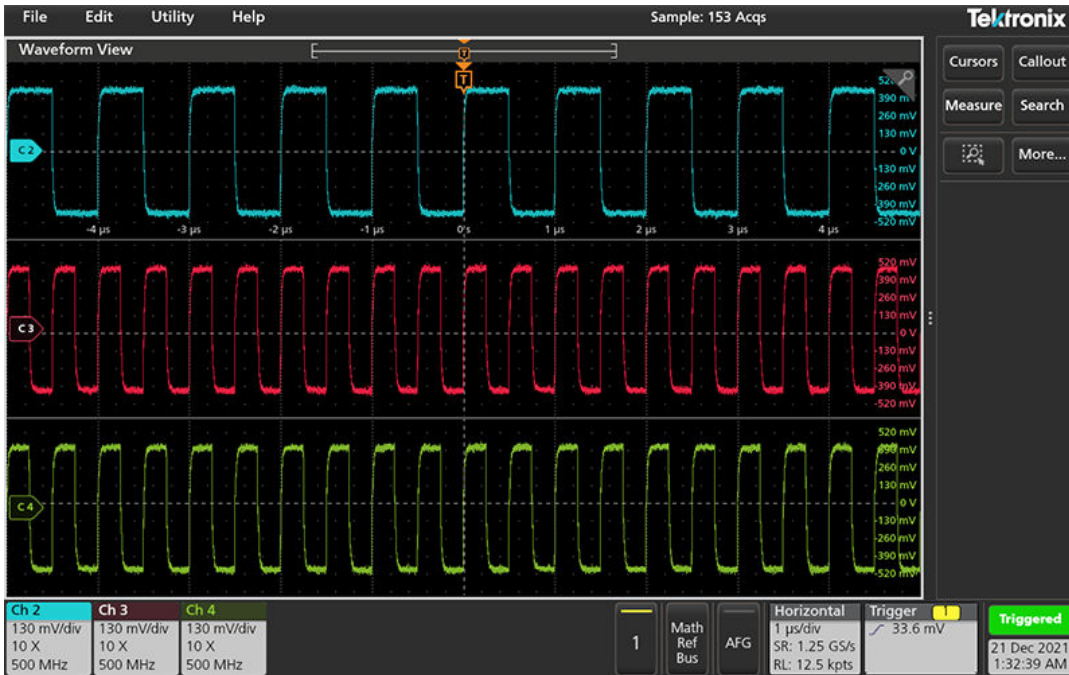 File Edit Utility Help Sample: 153 Acqs Tektronix
Waveform View
T
T
Cursors Callout
Measure Search
More...
390 m
260 mV
130 mV
C 2 0 V
-130 mV
-260 mV
-390 mV
-520 mV
-4 µs -3 µs -2 µs -1 µs 0 s 1 µs 2 µs 3 µs 4 µs
520 mV
390 mV
260 mV
130 mV
C 3 0 V
-130 mV
-260 mV
-390 mV
-520 mV
520 mV
390 mV
260 mV
130 mV
C 4 0 V
-130 mV
-260 mV
-390 mV
-520 mV
Ch 2 Ch 3 Ch 4
130 mV/div 130 mV/div 130 mV/div
10 X 10 X 10 X
500 MHz 500 MHz 500 MHz
1
Math
Ref
Bus
AFG
Horizontal
1 µs/div
SR: 1.25 GS/s
RL: 12.5 kpts
Trigger 1
33.6 mV
Triggered
21 Dec 2021
1:32:39 AM